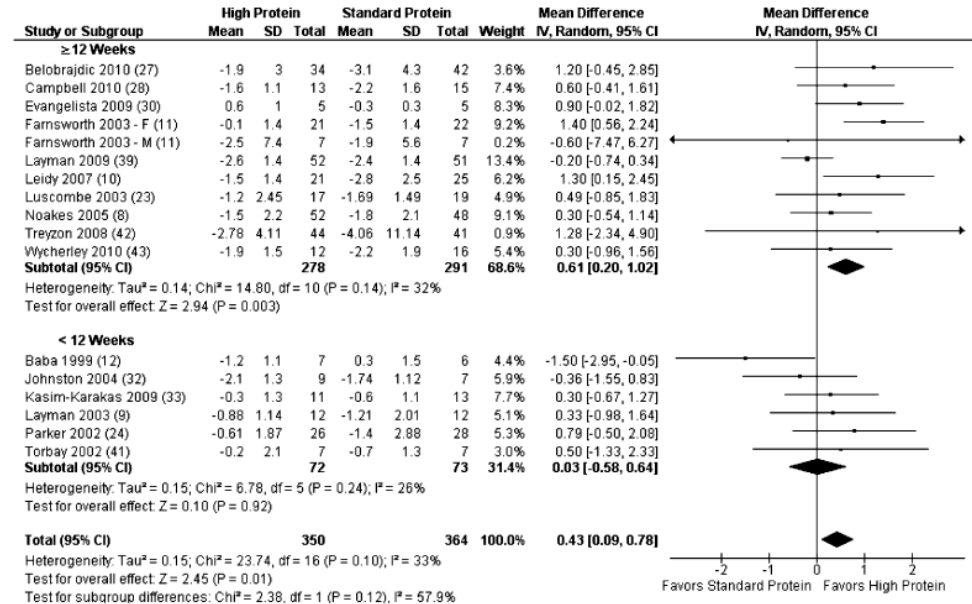 High Protein Standard Protein Mean Difference Mean Difference
Study or Subgroup Mean SD Total Mean SD Total Weight IV, Random, 95% CI IV, Random, 95% CI
≥12 Weeks
Belobrajdic 2010 (27) -1.9 3 34 -3.1 4.3 42 3.6% 1.20 [-0.45, 2.85]
Campbell 2010 (28) -1.6 1.1 13 -2.2 1.6 15 7.4% 0.60 [-0.41, 1.61]
Evangelista 2009 (30) 0.6 1 5 -0.3 0.3 5 8.3% 0.90 [-0.02, 1.82]
Farnsworth 2003 - F (11) -0.1 1.4 21 -1.5 1.4 22 9.2% 1.40 [0.56, 2.24]
Farnsworth 2003 - M (11) -2.5 7.4 7 -1.9 5.6 7 0.2% -0.60 [-7.47, 6.27]
Layman 2009 (39) -2.6 1.4 52 -2.4 1.4 51 13.4% -0.20 [-0.74, 0.34]
Leidy 2007 (10) -1.5 1.4 21 -2.8 2.5 25 6.2% 1.30 [0.15, 2.45]
Luscombe 2003 (23) -1.2 2.45 17 -1.69 1.49 19 5.0% 0.49 [-0.85, 1.83]
Noakes 2005 (8) -1.5 2.2 52 -1.8 2.1 48 9.1% 0.30 [-0.54, 1.14]
Treyzon 2008 (42) -2.78 4.11 44 -4.06 11.14 41 0.9% 1.28 [-2.34, 4.90]
Wycherley 2010 (43) -1.9 1.5 12 -2.2 1.9 16 5.4% 0.30 [-0.96, 1.56]
Subtotal (95% CI) 278 291 68.6% 0.61 [0.20, 1.02]
Heterogeneity: Tau² = 0.14; Chi² = 14.80, df = 10 (P = 0.14); I² = 32%
Test for overall effect: Z = 2.94 (P = 0.003)
< 12 Weeks
Baba 1999 (12) -1.2 1.1 7 0.3 1.5 6 4.4% -1.50 [-2.95, -0.05]
Johnston 2004 (32) -2.1 1.3 9 -1.74 1.12 7 5.9% -0.36 [-1.55, 0.83]
Kasim-Karakas 2009 (33) -0.3 1.3 11 -0.6 1.1 13 7.8% 0.30 [-0.67, 1.27]
Layman 2003 (9) -0.88 1.14 12 -1.21 2.01 12 5.2% 0.33 [-0.98, 1.64]
Parker 2002 (24) -0.61 1.87 26 -1.4 2.88 28 5.3% 0.79 [-0.50, 2.08]
Torbay 2002 (41) -0.2 2.1 7 -0.7 1.3 7 3.0% 0.50 [-1.33, 2.33]
Subtotal (95% CI) 72 73 31.4% 0.03 [-0.58, 0.64]
Heterogeneity: Tau² = 0.15; Chi² = 6.78, df = 5 (P = 0.24); I² = 26%
Test for overall effect: Z = 0.10 (P = 0.92)
Total (95% CI) 350 364 100.0% 0.43 [0.09, 0.78]
Heterogeneity: Tau² = 0.15; Chi² = 23.74, df = 16 (P = 0.10); I² = 33%
Test for overall effect: Z = 2.45 (P = 0.01)
Test for subgroup differences: Chi² = 2.38, df = 1 (P = 0.12), I² = 57.9%
-2 -1 0 1 2
Favors Standard Protein Favors High Protein